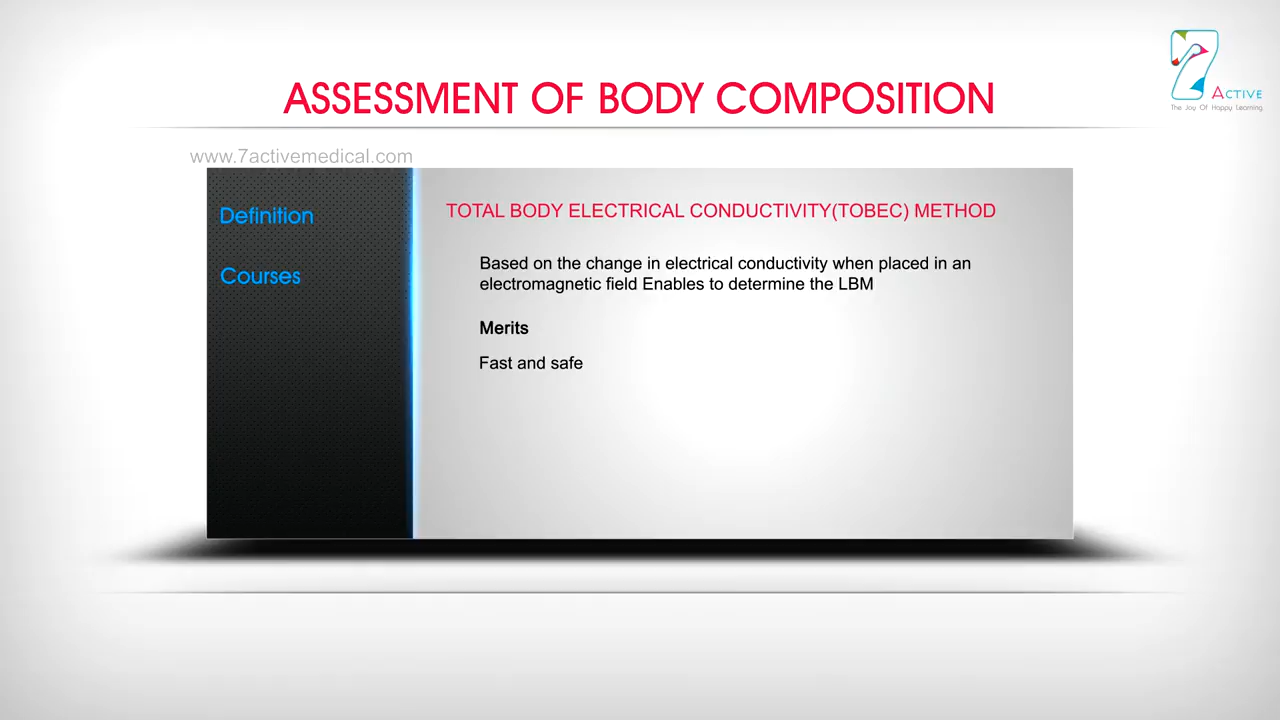 ASSESSMENT OF BODY COMPOSITION
7 ACTIVE
The Joy Of Happy Learning
www.7activemedical.com
Definition
Courses
TOTAL BODY ELECTRICAL CONDUCTIVITY(TOBEC) METHOD
Based on the change in electrical conductivity when placed in an
electromagnetic field Enables to determine the LBM
Merits
Fast and safe